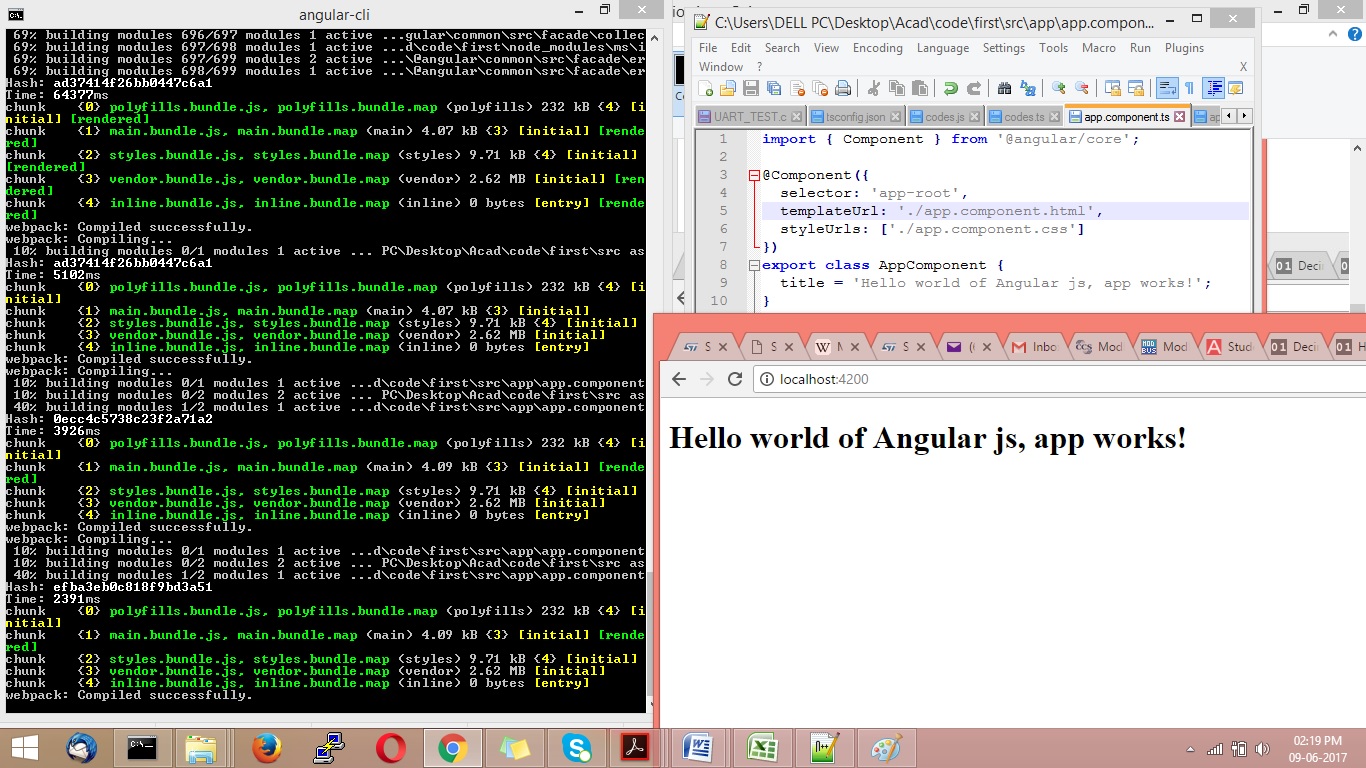 angular-cli
69% building modules 696/697 modules 1 active ...gular\common\src\facade\collec
69% building modules 697/698 modules 1 active ...d\code\first\node_modules\ms\i
69% building modules 697/699 modules 2 active ...\@angular\common\src\facade\er
69% building modules 698/699 modules 1 active ...\@angular\common\src\facade\er
Hash: ad37414f26bb0447c6a1
Time: 64377ms
chunk    {0} polyfills.bundle.js, polyfills.bundle.map (polyfills) 232 kB {4} [i
nitial] [rendered]
chunk    {1} main.bundle.js, main.bundle.map (main) 4.07 kB {3} [initial] [rende
red]
chunk    {2} styles.bundle.js, styles.bundle.map (styles) 9.71 kB {4} [initial]
[rendered]
chunk    {3} vendor.bundle.js, vendor.bundle.map (vendor) 2.62 MB [initial] [ren
dered]
chunk    {4} inline.bundle.js, inline.bundle.map (inline) 0 bytes [entry] [rende
red]
webpack: Compiled successfully.
webpack: Compiling...
10% building modules 0/1 modules 1 active ... PC\Desktop\Acad\code\first\src as
Hash: ad37414f26bb0447c6a1
Time: 5102ms
chunk    {0} polyfills.bundle.js, polyfills.bundle.map (polyfills) 232 kB {4} [i
nitial]
chunk    {1} main.bundle.js, main.bundle.map (main) 4.07 kB {3} [initial]
chunk    {2} styles.bundle.js, styles.bundle.map (styles) 9.71 kB {4} [initial]
chunk    {3} vendor.bundle.js, vendor.bundle.map (vendor) 2.62 MB [initial]
chunk    {4} inline.bundle.js, inline.bundle.map (inline) 0 bytes [entry]
webpack: Compiled successfully.
webpack: Compiling...
10% building modules 0/1 modules 1 active ...d\code\first\src\app\app.component
10% building modules 0/2 modules 2 active ... PC\Desktop\Acad\code\first\src as
40% building modules 1/2 modules 1 active ...d\code\first\src\app\app.component
Hash: 0ecc4c5738c23f2a71a2
Time: 3926ms
chunk    {0} polyfills.bundle.js, polyfills.bundle.map (polyfills) 232 kB {4} [i
nitial]
chunk    {1} main.bundle.js, main.bundle.map (main) 4.09 kB {3} [initial] [rende
red]
chunk    {2} styles.bundle.js, styles.bundle.map (styles) 9.71 kB {4} [initial]
chunk    {3} vendor.bundle.js, vendor.bundle.map (vendor) 2.62 MB [initial]
chunk    {4} inline.bundle.js, inline.bundle.map (inline) 0 bytes [entry]
webpack: Compiled successfully.
webpack: Compiling...
10% building modules 0/1 modules 1 active ...d\code\first\src\app\app.component
10% building modules 0/2 modules 2 active ... PC\Desktop\Acad\code\first\src as
40% building modules 1/2 modules 1 active ...d\code\first\src\app\app.component
Hash: efba3eb0c818f9bd3a51
Time: 2391ms
chunk    {0} polyfills.bundle.js, polyfills.bundle.map (polyfills) 232 kB {4} [i
nitial]
chunk    {1} main.bundle.js, main.bundle.map (main) 4.09 kB {3} [initial] [rende
red]
chunk    {2} styles.bundle.js, styles.bundle.map (styles) 9.71 kB {4} [initial]
chunk    {3} vendor.bundle.js, vendor.bundle.map (vendor) 2.62 MB [initial]
chunk    {4} inline.bundle.js, inline.bundle.map (inline) 0 bytes [entry]
webpack: Compiled successfully.
C:\Users\DELL PC\Desktop\Acad\code\first\src\app\app.compon...
File Edit Search View Encoding Language Settings Tools Macro Run Plugins
Window ? X
UART_TEST.c tsconfig.json codes.js codes.ts app.component.ts ap
1 import { Component } from '@angular/core';
2
3 @Component({
4   selector: 'app-root',
5   templateUrl: './app.component.html',
6   styleUrls: ['./app.component.css']
7 })
8 export class AppComponent {
9   title = 'Hello world of Angular js, app works!';
10 }
01 Deci
S S M S ( Inbo Mod Mod Stud 01 Deci 01 H
localhost:4200
Hello world of Angular js, app works!
02:19 PM
09-06-2017